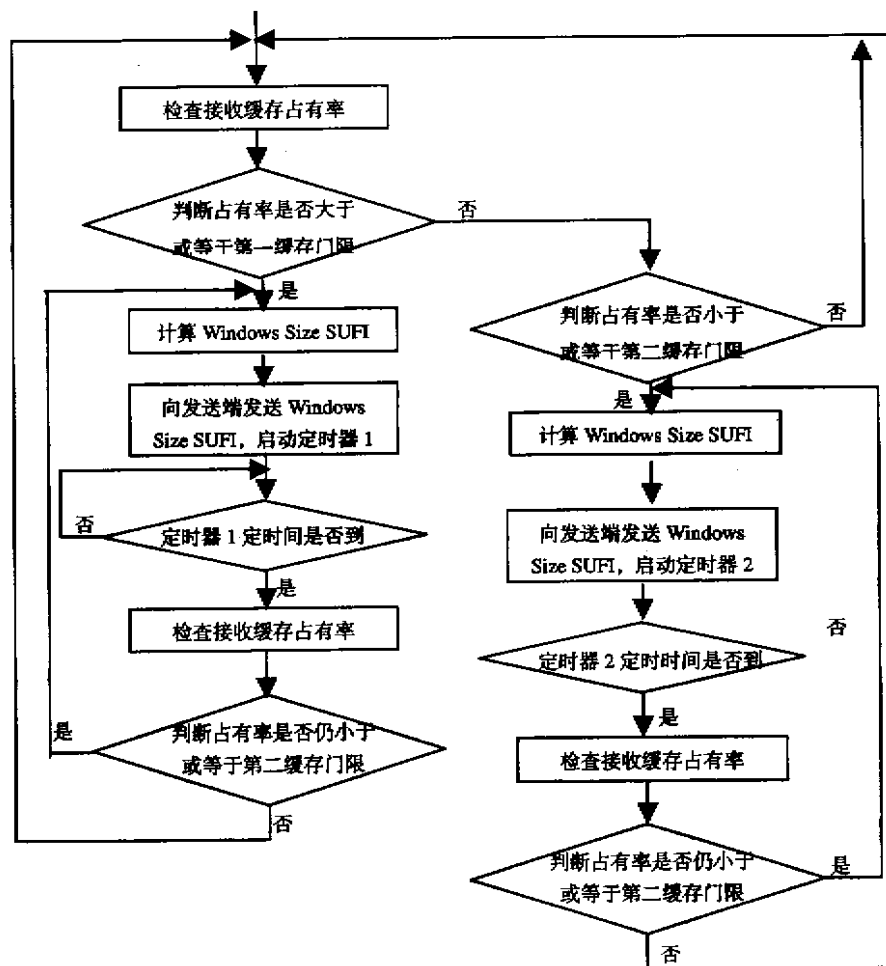 检查接收缓存占有率
判断占有率是否大于
或等于第一缓存门限
否
是
计算 Windows Size SUFI
向发送端发送 Windows
Size SUFI，启动定时器 1
否
定时器 1 定时间是否到
是
检查接收缓存占有率
是
判断占有率是否仍小于
或等于第二缓存门限
否
判断占有率是否小于
或等于第二缓存门限
否
是
计算 Windows Size SUFI
向发送端发送 Windows
Size SUFI，启动定时器 2
否
定时器 2 定时时间是否到
是
检查接收缓存占有率
判断占有率是否仍小于
或等于第二缓存门限
是
否